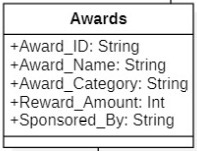 Awards
+Award_ID: String
+Award_Name: String
+Award_Category: String
+Reward_Amount: Int
+Sponsored_By: String